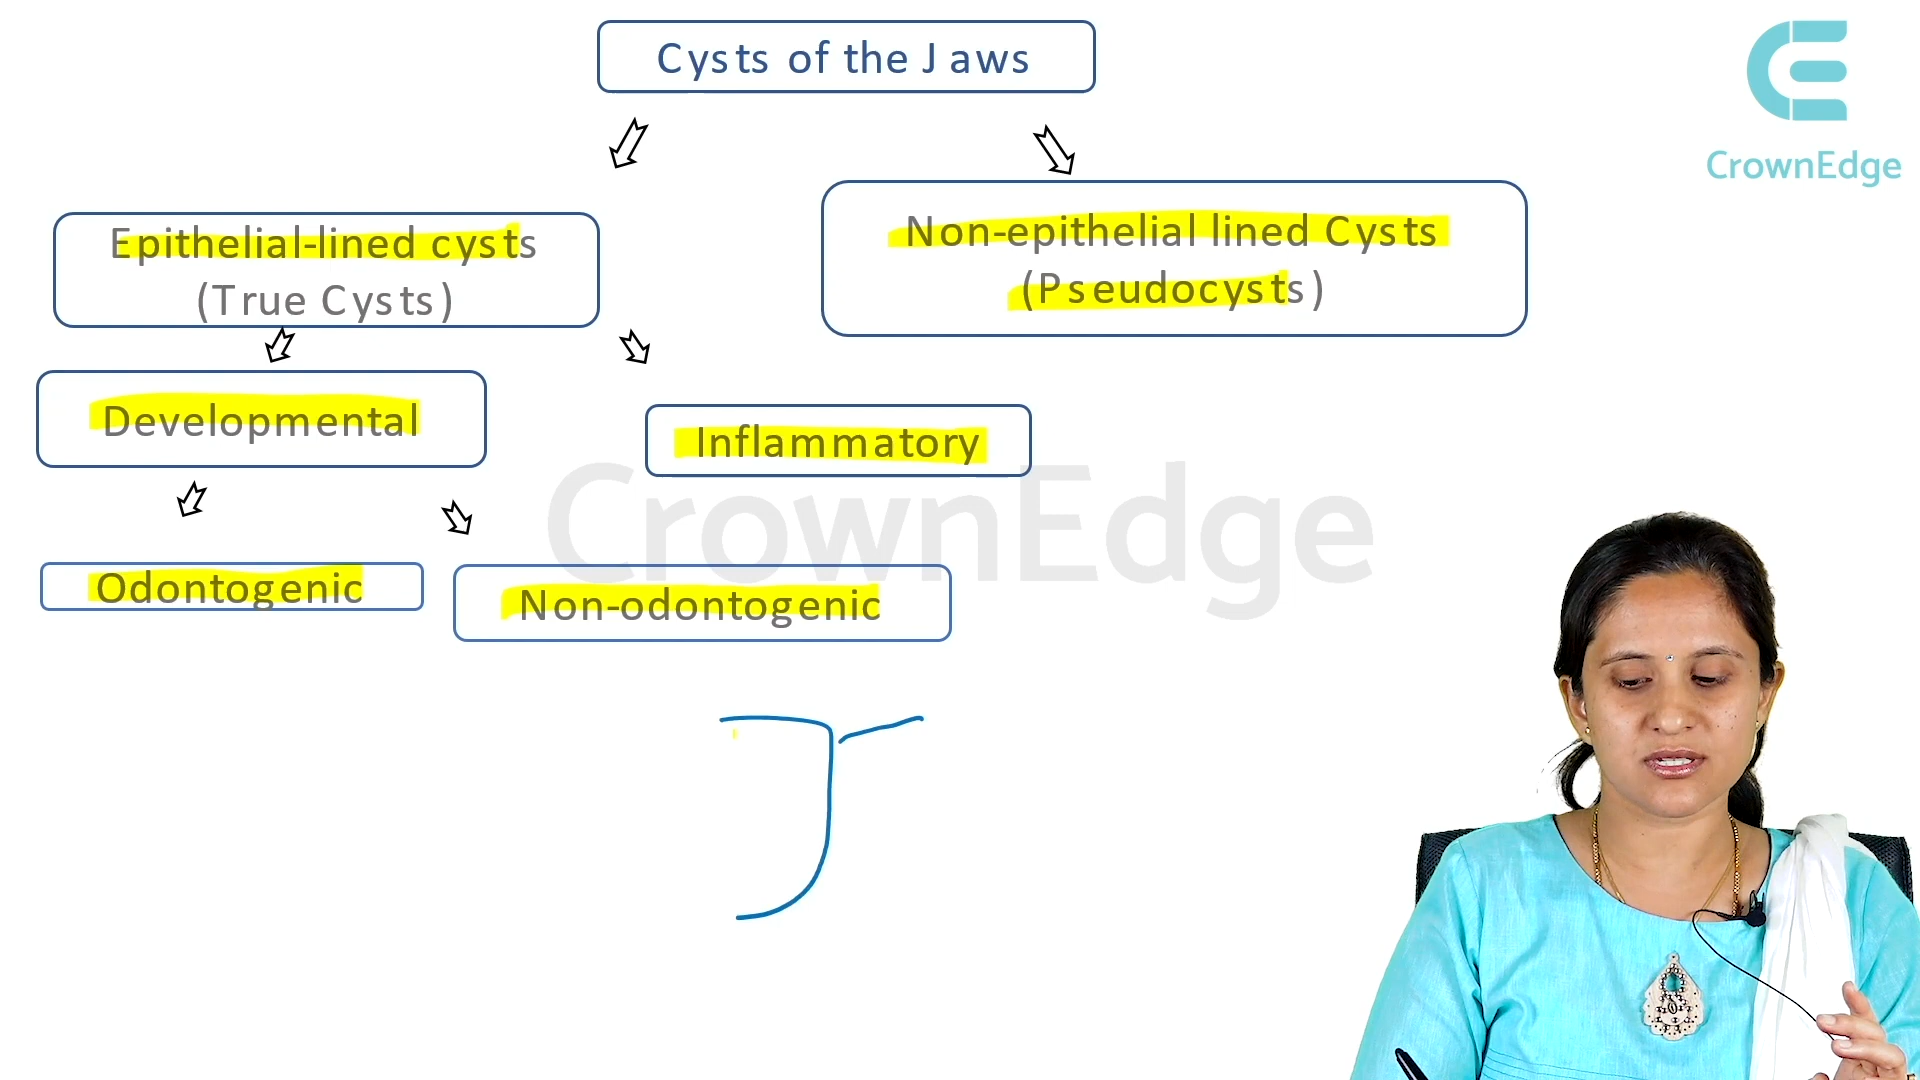 Cysts of the Jaws
CrownEdge
Epithelial-lined cysts
(True Cysts)
Non-epithelial lined Cysts
(Pseudocysts)
Developmental
Inflammatory
CrownEdge
Odontogenic
Non-odontogenic